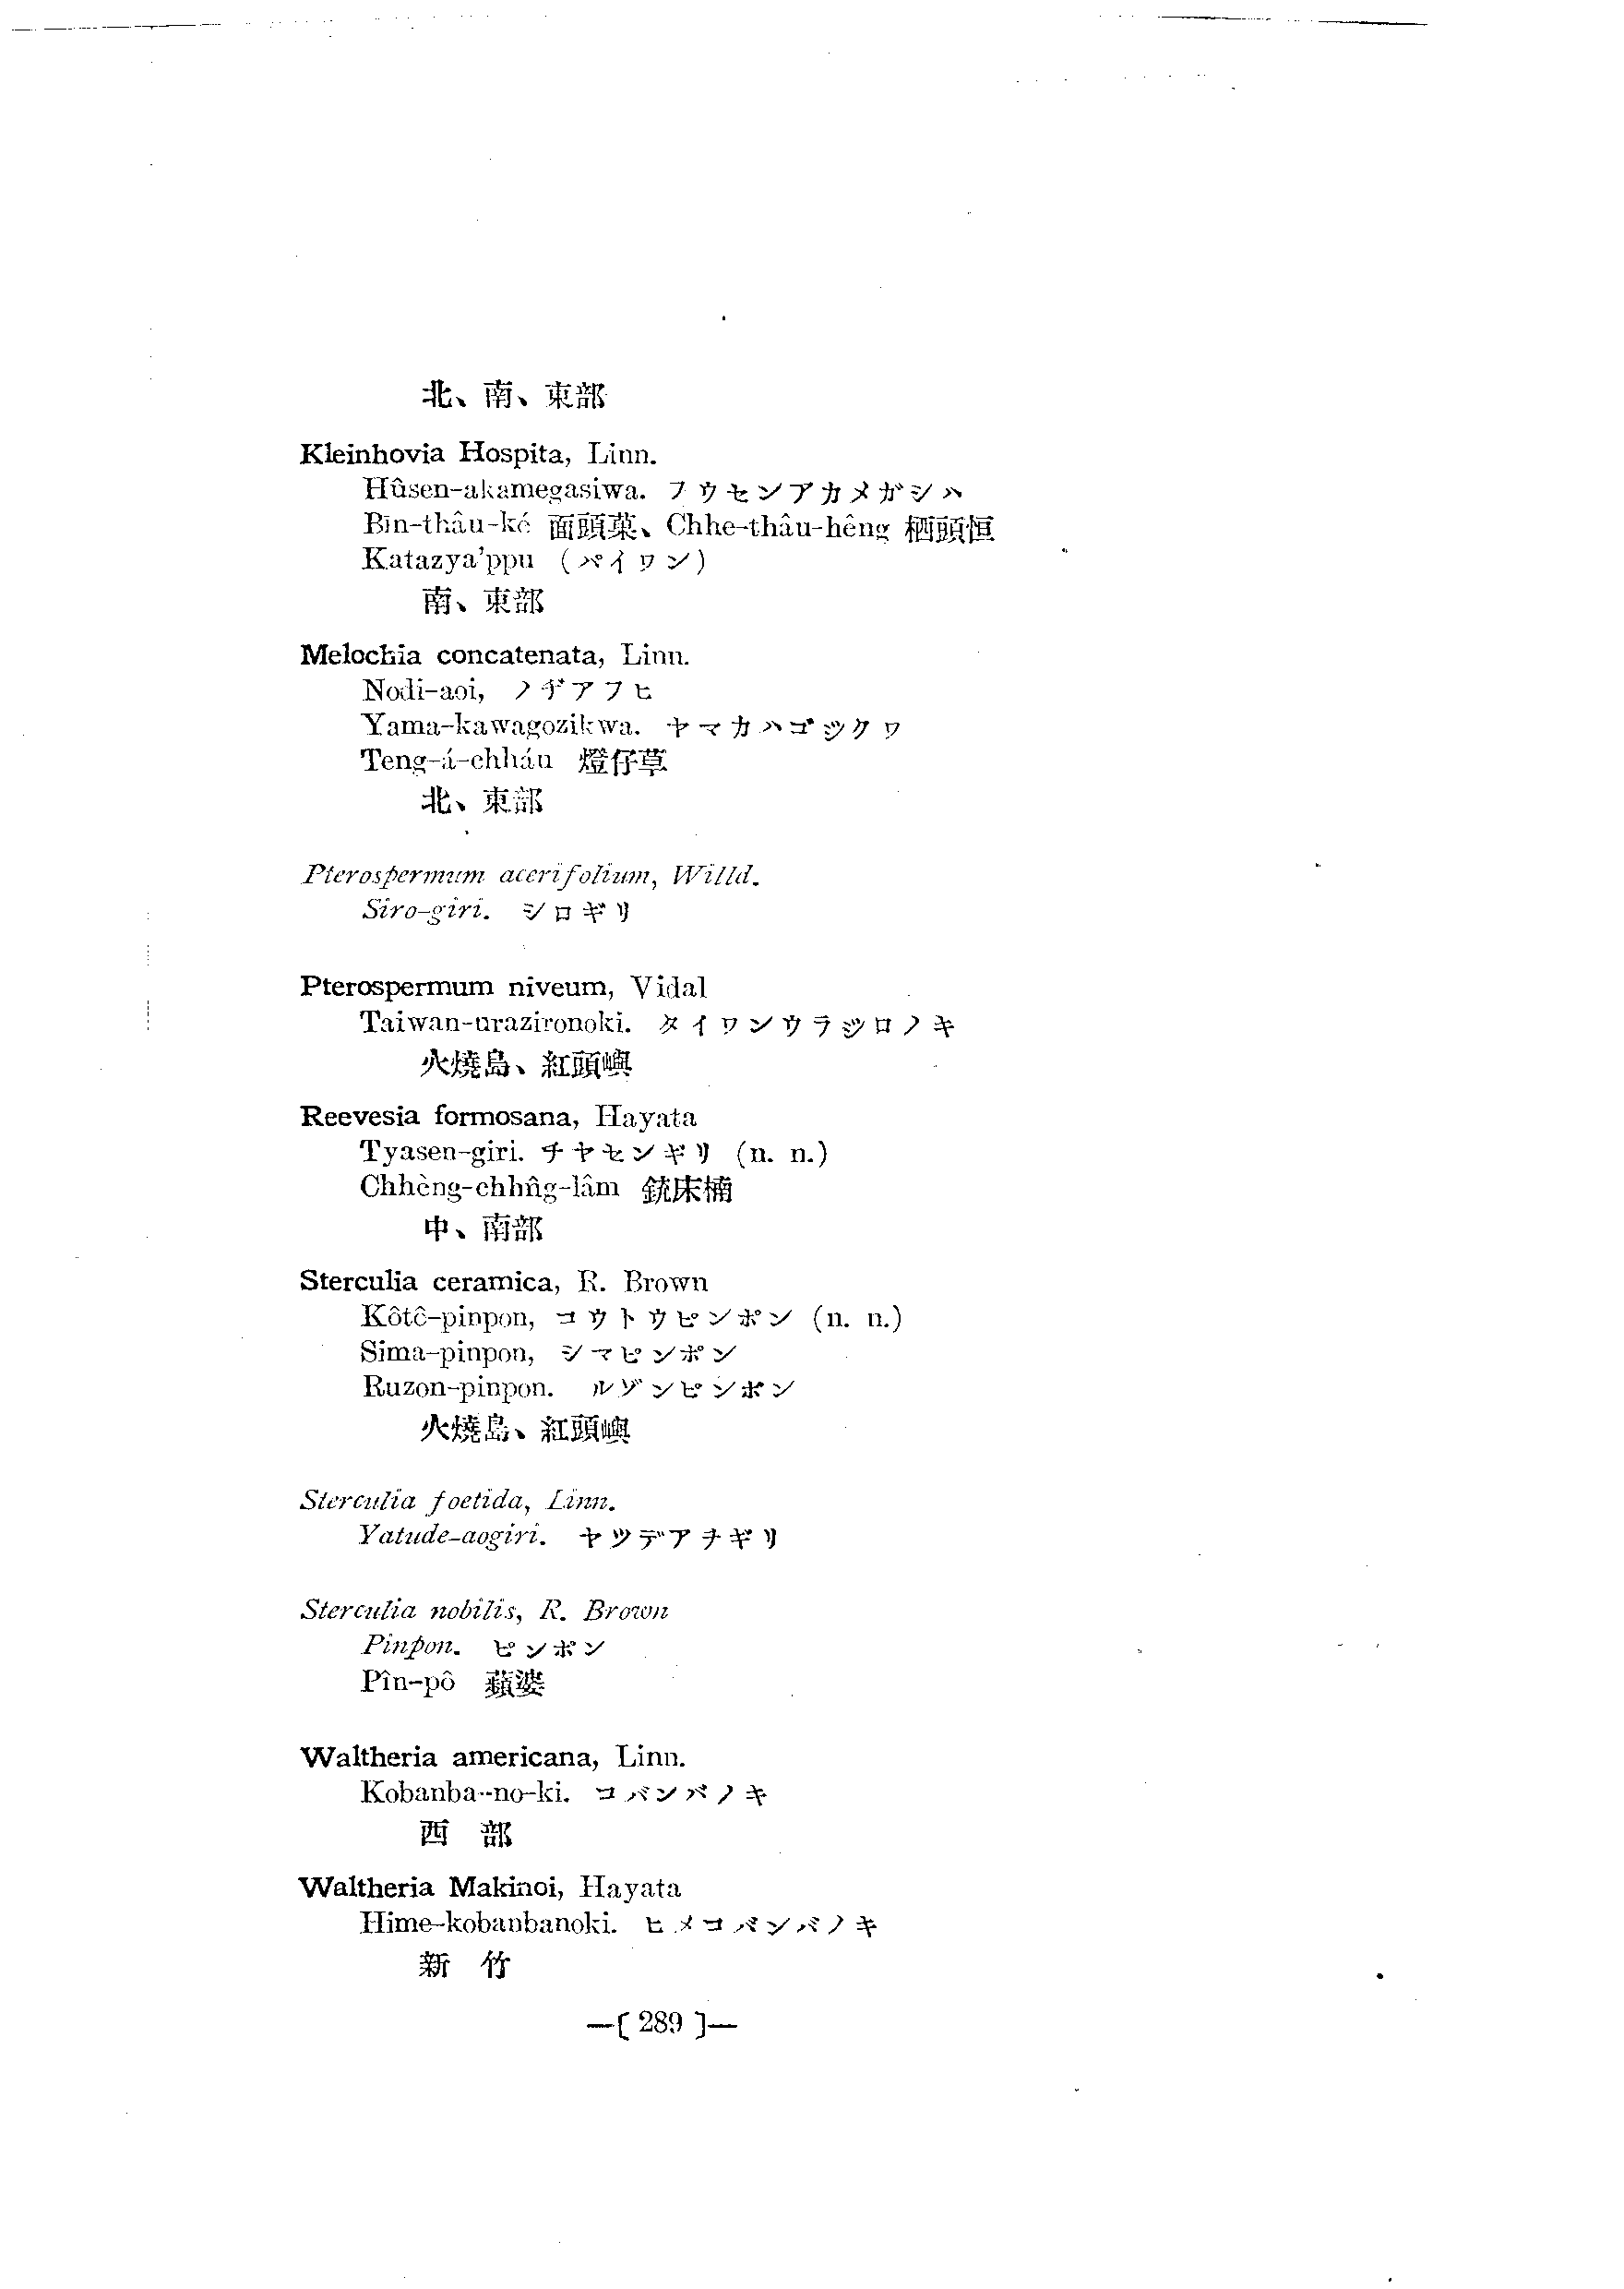 北、南、東部
Kleinhovia Hospita, Linn.
Hûsen-akamegasiwa. フウセンアカメガシハ
Bīn-thâu-ké 面頭菓、Chhe-thâu-hêng 栖頭恒
Katazya'ppu (パイワン)
南、東部
Melochia concatenata, Linn.
Nodi-aoi, ノヂアフヒ
Yama-kawagozikwa. ヤマカハゴジクワ
Teng-á-chháu 燈仔草
北、東部
Pterospermum acerifolium, Willd.
Siro-giri. シロギリ
Pterospermum niveum, Vidal
Taiwan-urazironoki. タイワンウラジロノキ
火燒島、紅頭嶼
Reevesia formosana, Hayata
Tyasen-giri. チヤセンギリ (n. n.)
Chhèng-chhn̂g-lâm 銃床楠
中、南部
Sterculia ceramica, R. Brown
Kôtô-pinpon, コウトウピンポン (n. n.)
Sima-pinpon, シマピンポン
Ruzon-pinpon. ルゾンピンポン
火燒島、紅頭嶼
Sterculia foetida, Linn.
Yatude-aogiri. ヤツデアヲギリ
Sterculia nobilis, R. Brown
Pinpon. ピンポン
Pîn-pô 蘋婆
Waltheria americana, Linn.
Kobanba-no-ki. コバンバノキ
西 部
Waltheria Makinoi, Hayata
Hime-kobanbanoki. ヒメコバンバノキ
新 竹
—[ 289 ]—